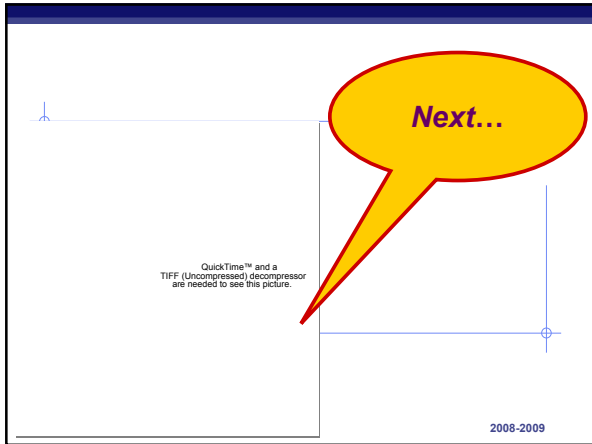 Next...
QuickTime™ and a
TIFF (Uncompressed) decompressor
are needed to see this picture.
2008-2009